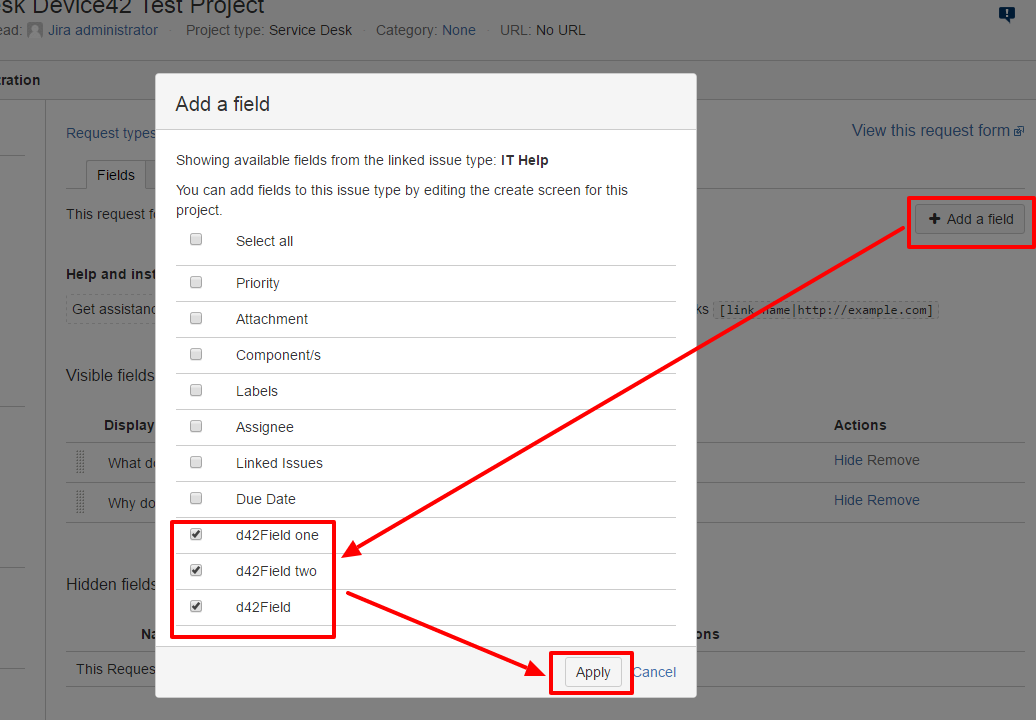 sk Device42 Test Project
ead: Jira administrator Project type: Service Desk Category: None URL: No URL
tration
Add a field
Request types
View this request form
Showing available fields from the linked issue type: IT Help
Fields
You can add fields to this issue type by editing the create screen for this
project.
This request f
+ Add a field
Select all
Help and inst
Priority
Get assistanc
ks [link name|http://example.com]
Attachment
Component/s
Visible fields
Labels
Display
Actions
Assignee
What d
Linked Issues
Hide Remove
Why do
Due Date
Hide Remove
d42Field one
d42Field two
Hidden fields
d42Field
Na
ons
This Reques
Apply
Cancel